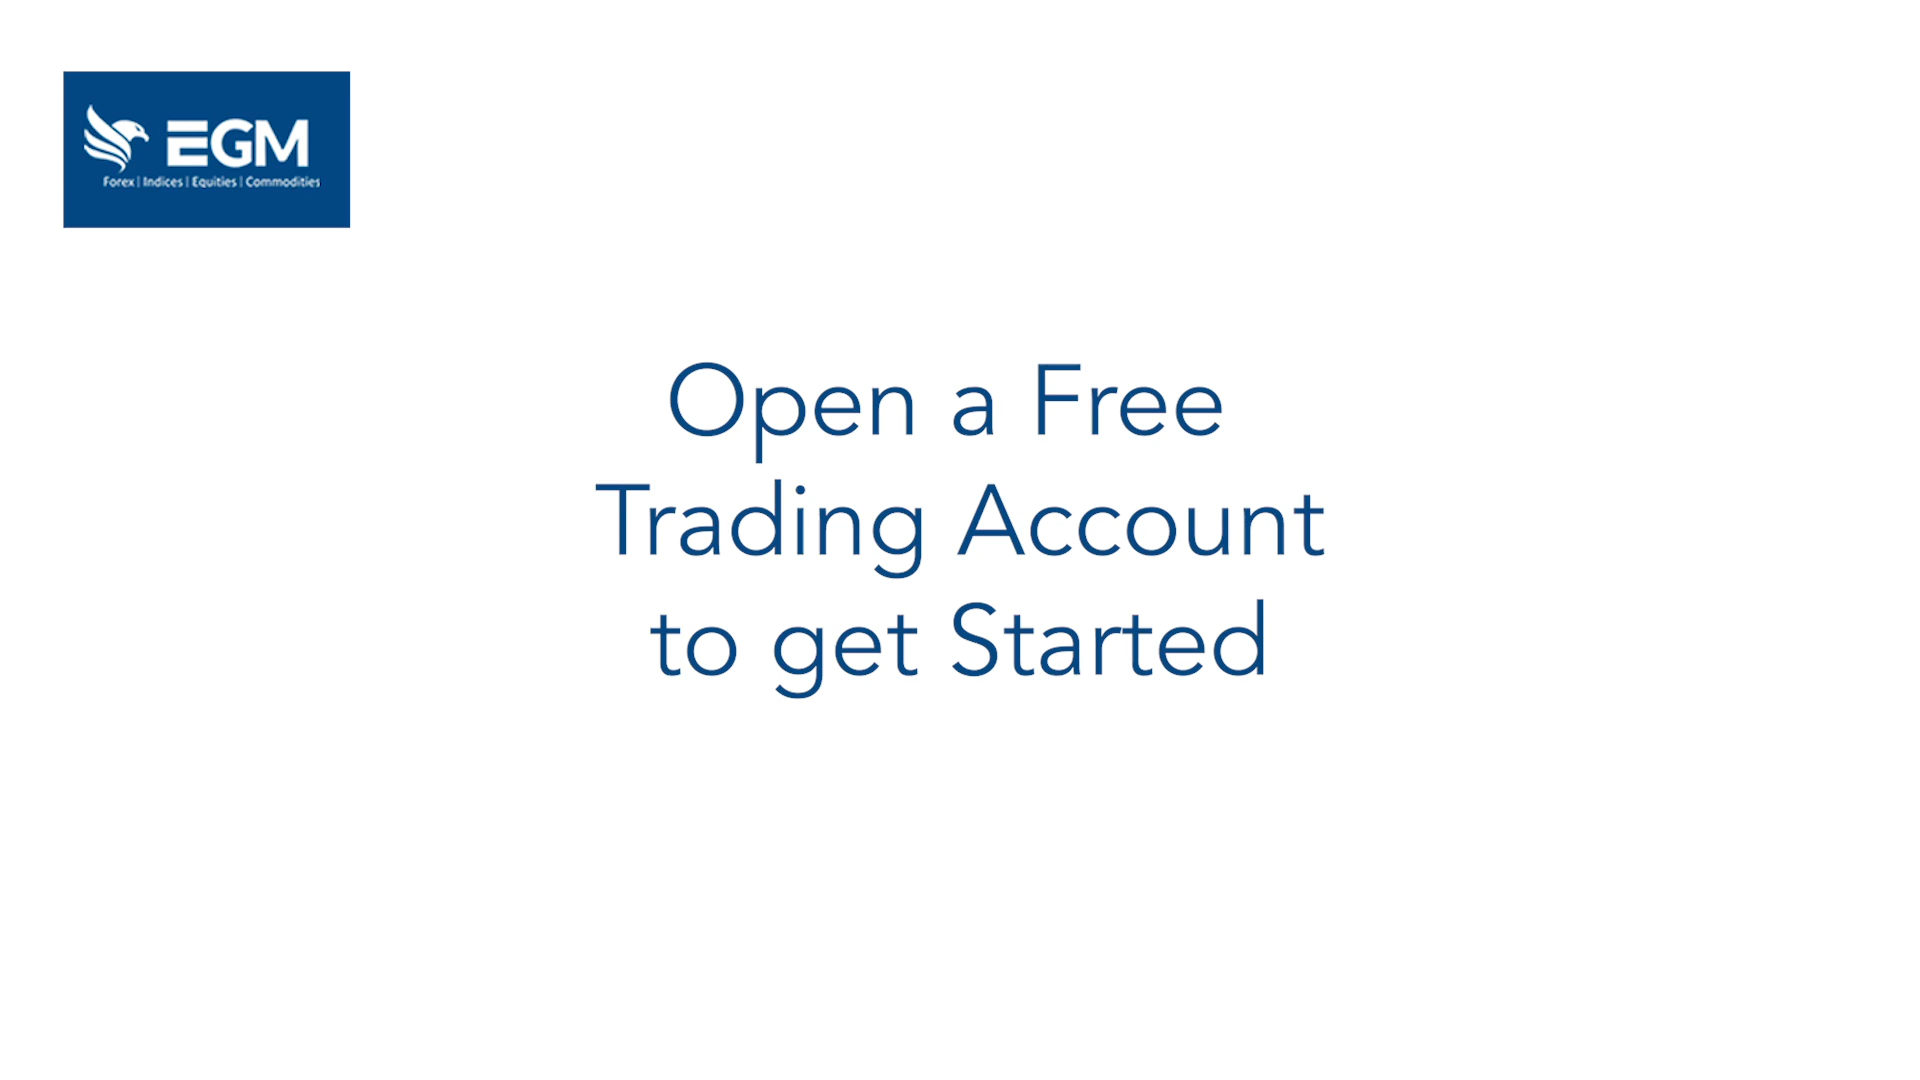 EGM
Forex | Indices | Equities | Commodities
Open a Free
Trading Account
to get Started